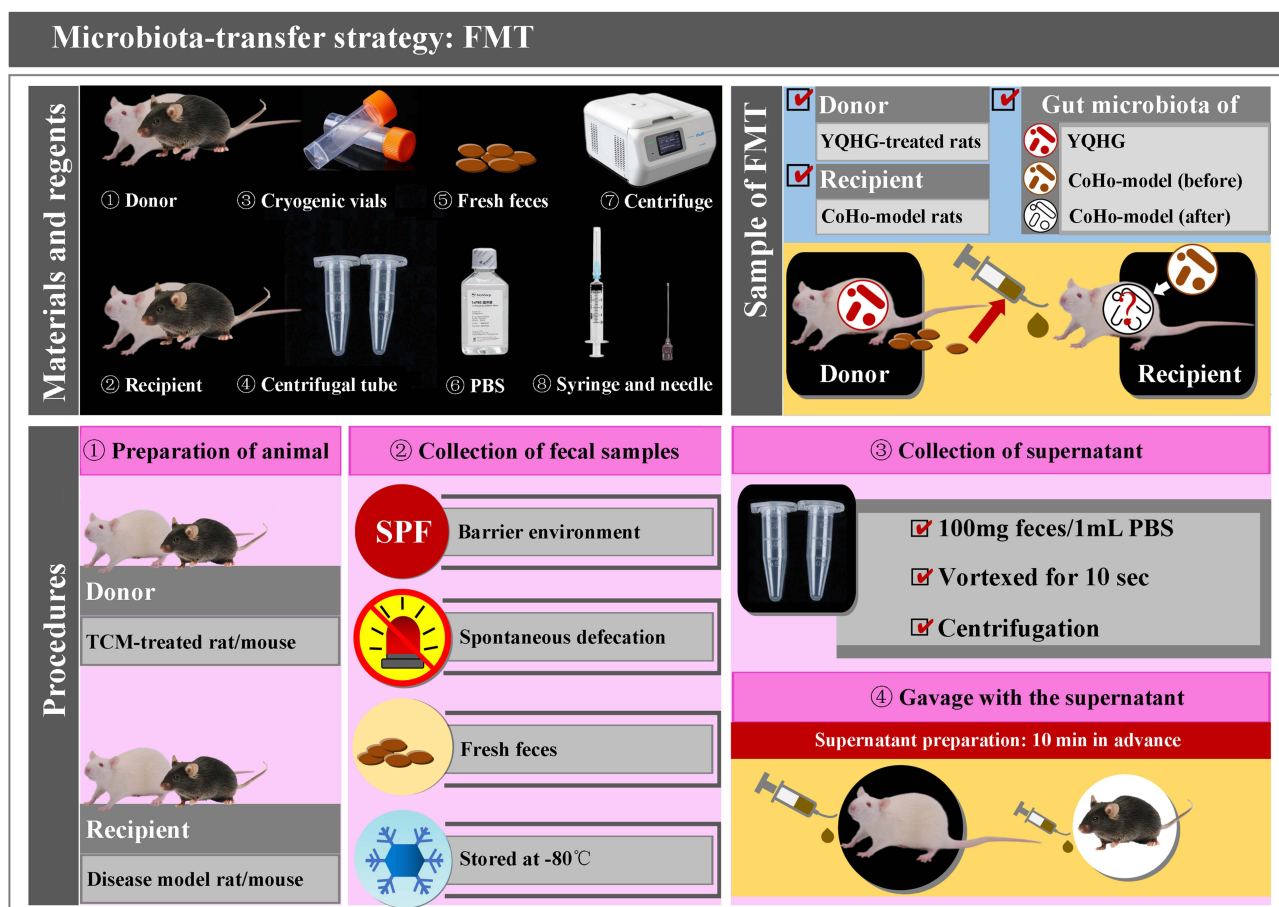 Microbiota-transfer strategy: FMT
Materials and regents
① Donor
③ Cryogenic vials
⑤ Fresh feces
⑦ Centrifuge
② Recipient
④ Centrifugal tube
⑥ PBS
⑧ Syringe and needle
Sample of FMT
Donor
YQHG-treated rats
Recipient
CoHo-model rats
Gut microbiota of
YQHG
CoHo-model (before)
CoHo-model (after)
?
Donor
Recipient
Procedures
① Preparation of animal
Donor
TCM-treated rat/mouse
Recipient
Disease model rat/mouse
② Collection of fecal samples
SPF
Barrier environment
Spontaneous defecation
Fresh feces
Stored at -80℃
③ Collection of supernatant
100mg feces/1mL PBS
Vortexed for 10 sec
Centrifugation
④ Gavage with the supernatant
Supernatant preparation: 10 min in advance